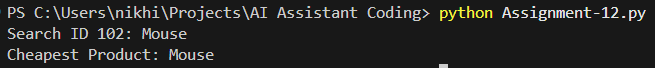 PS C:\Users\nikhi\Projects\AI Assistant Coding> python Assignment-12.py
Search ID 102: Mouse
Cheapest Product: Mouse